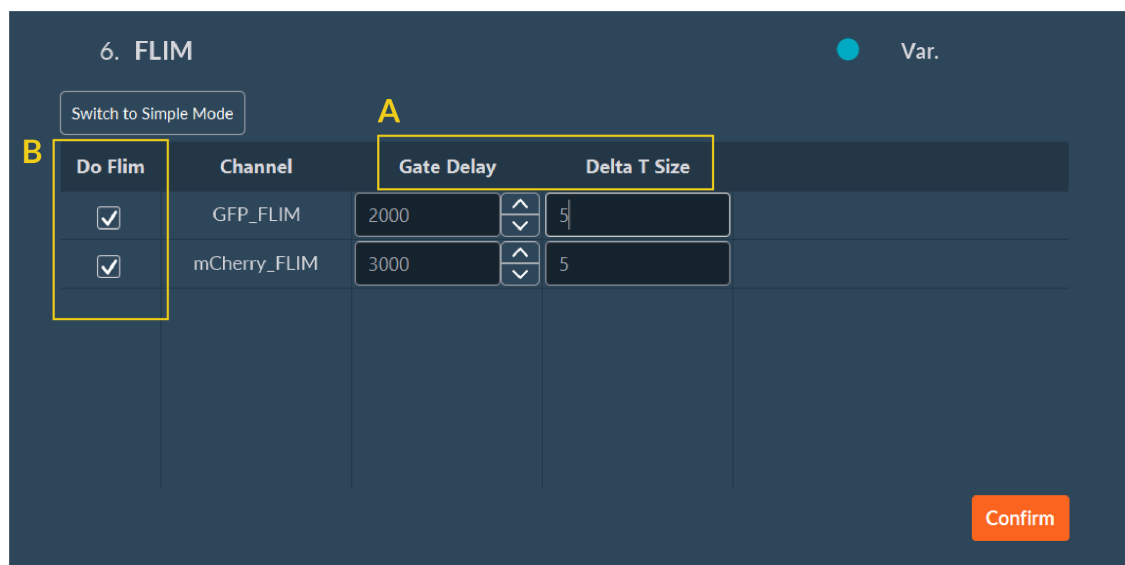 6. FLIM Var.
Switch to Simple Mode
A
B
Do Flim Channel Gate Delay Delta T Size
GFP_FLIM 2000 5
mCherry_FLIM 3000 5
Confirm